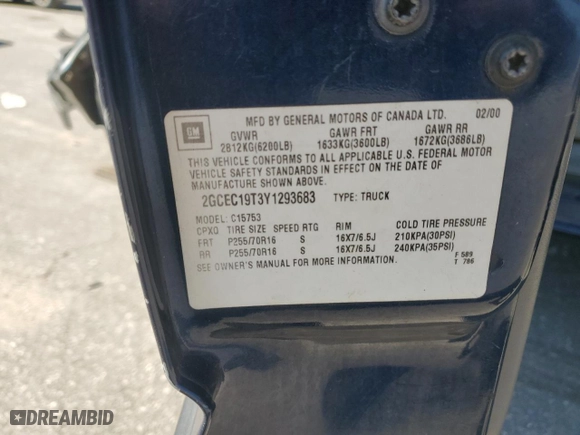 GM
MFD BY GENERAL MOTORS OF CANADA LTD. 02/00
GVWR GAWR FRT GAWR RR
2812KG(6200LB) 1633KG(3600LB) 1672KG(3686LB)
THIS VEHICLE CONFORMS TO ALL APPLICABLE U.S. FEDERAL MOTOR
VEHICLE SAFETY STANDARDS IN EFFECT ON THE DATE OF
MANUFACTURE SHOWN ABOVE.
2GCEC19T3Y1293683 TYPE: TRUCK
MODEL: C15753
CPXQ TIRE SIZE SPEED RTG RIM COLD TIRE PRESSURE
FRT P255/70R16 S 16X7/6.5J 210KPA(30PSI)
RR P255/70R16 S 16X7/6.5J 240KPA(35PSI)
SEE OWNER'S MANUAL FOR MORE INFORMATION.
F 589
T 706
DREAMBID